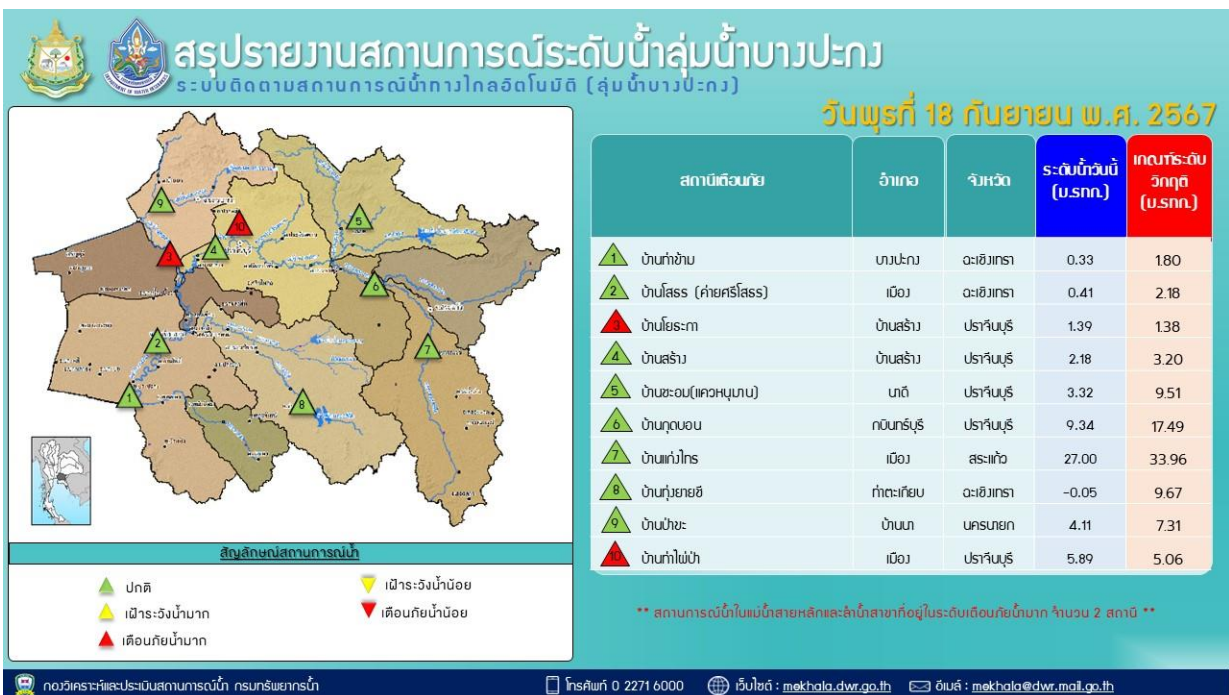 สรุปรายงานสถานการณ์ระดับน้ำลุ่มน้ำบางปะกง
ระบบติดตามสถานการณ์น้ำทางไกลอัตโนมัติ (ลุ่มน้ำบางปะกง)
วันพุธที่ 18 กันยายน พ.ศ. 2567
สถานีเตือนภัย อำเภอ จังหวัด ระดับน้ำวันนี้ (ม.รทก.) เกณฑ์ระดับวิกฤติ (ม.รทก.)
1 บ้านท่าข้าม บางปะกง ฉะเชิงเทรา 0.33 1.80
2 บ้านโสธร (ค่ายศรีโสธร) เมือง ฉะเชิงเทรา 0.41 2.18
3 บ้านโยธะกา บ้านสร้าง ปราจีนบุรี 1.39 1.38
4 บ้านสร้าง บ้านสร้าง ปราจีนบุรี 2.18 3.20
5 บ้านชะอม(แควหนุมาน) นาดี ปราจีนบุรี 3.32 9.51
6 บ้านกุดบอน กบินทร์บุรี ปราจีนบุรี 9.34 17.49
7 บ้านแก่งไทร เมือง สระแก้ว 27.00 33.96
8 บ้านทุ่งยายชี ท่าตะเกียบ ฉะเชิงเทรา -0.05 9.67
9 บ้านป่าขะ บ้านนา นครนายก 4.11 7.31
10 บ้านท่าไผ่ป่า เมือง ปราจีนบุรี 5.89 5.06
** สถานการณ์น้ำในแม่น้ำสายหลักและลำน้ำสาขาที่อยู่ในระดับเตือนภัยน้ำมาก จำนวน 2 สถานี **
9
10
5
3
4
6
2
7
1
8
สัญลักษณ์สถานการณ์น้ำ
ปกติ
เฝ้าระวังน้ำมาก
เตือนภัยน้ำมาก
เฝ้าระวังน้ำน้อย
เตือนภัยน้ำน้อย
กองวิเคราะห์และประเมินสถานการณ์น้ำ กรมทรัพยากรน้ำ โทรศัพท์ 0 2271 6000 เว็บไซต์ : mekhala.dwr.go.th อีเมล์ : mekhala@dwr.mail.go.th